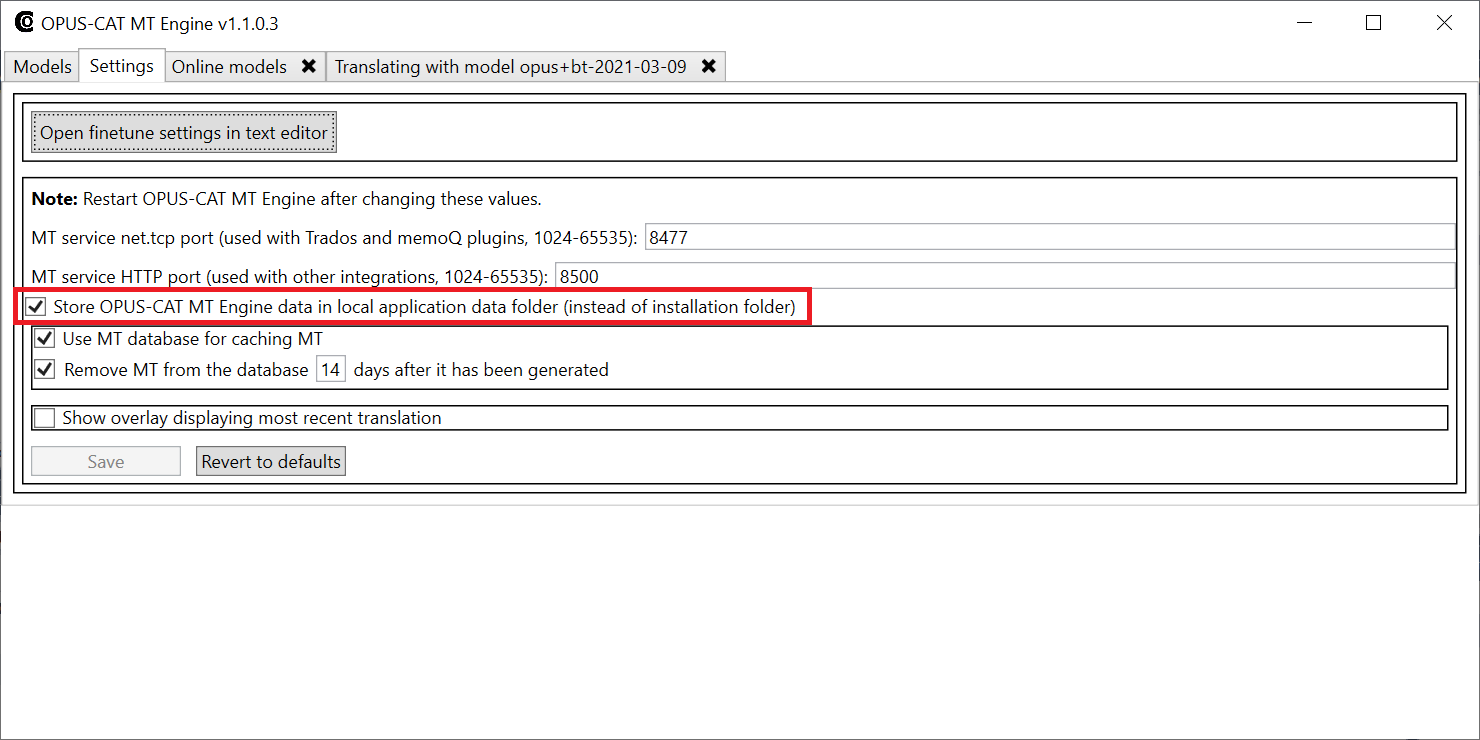 OPUS-CAT MT Engine v1.1.0.3
Models Settings Online models Translating with model opus+bt-2021-03-09
Open finetune settings in text editor
Note: Restart OPUS-CAT MT Engine after changing these values.
MT service net.tcp port (used with Trados and memoQ plugins, 1024-65535): 8477
MT service HTTP port (used with other integrations, 1024-65535): 8500
Store OPUS-CAT MT Engine data in local application data folder (instead of installation folder)
Use MT database for caching MT
Remove MT from the database 14 days after it has been generated
Show overlay displaying most recent translation
Save Revert to defaults